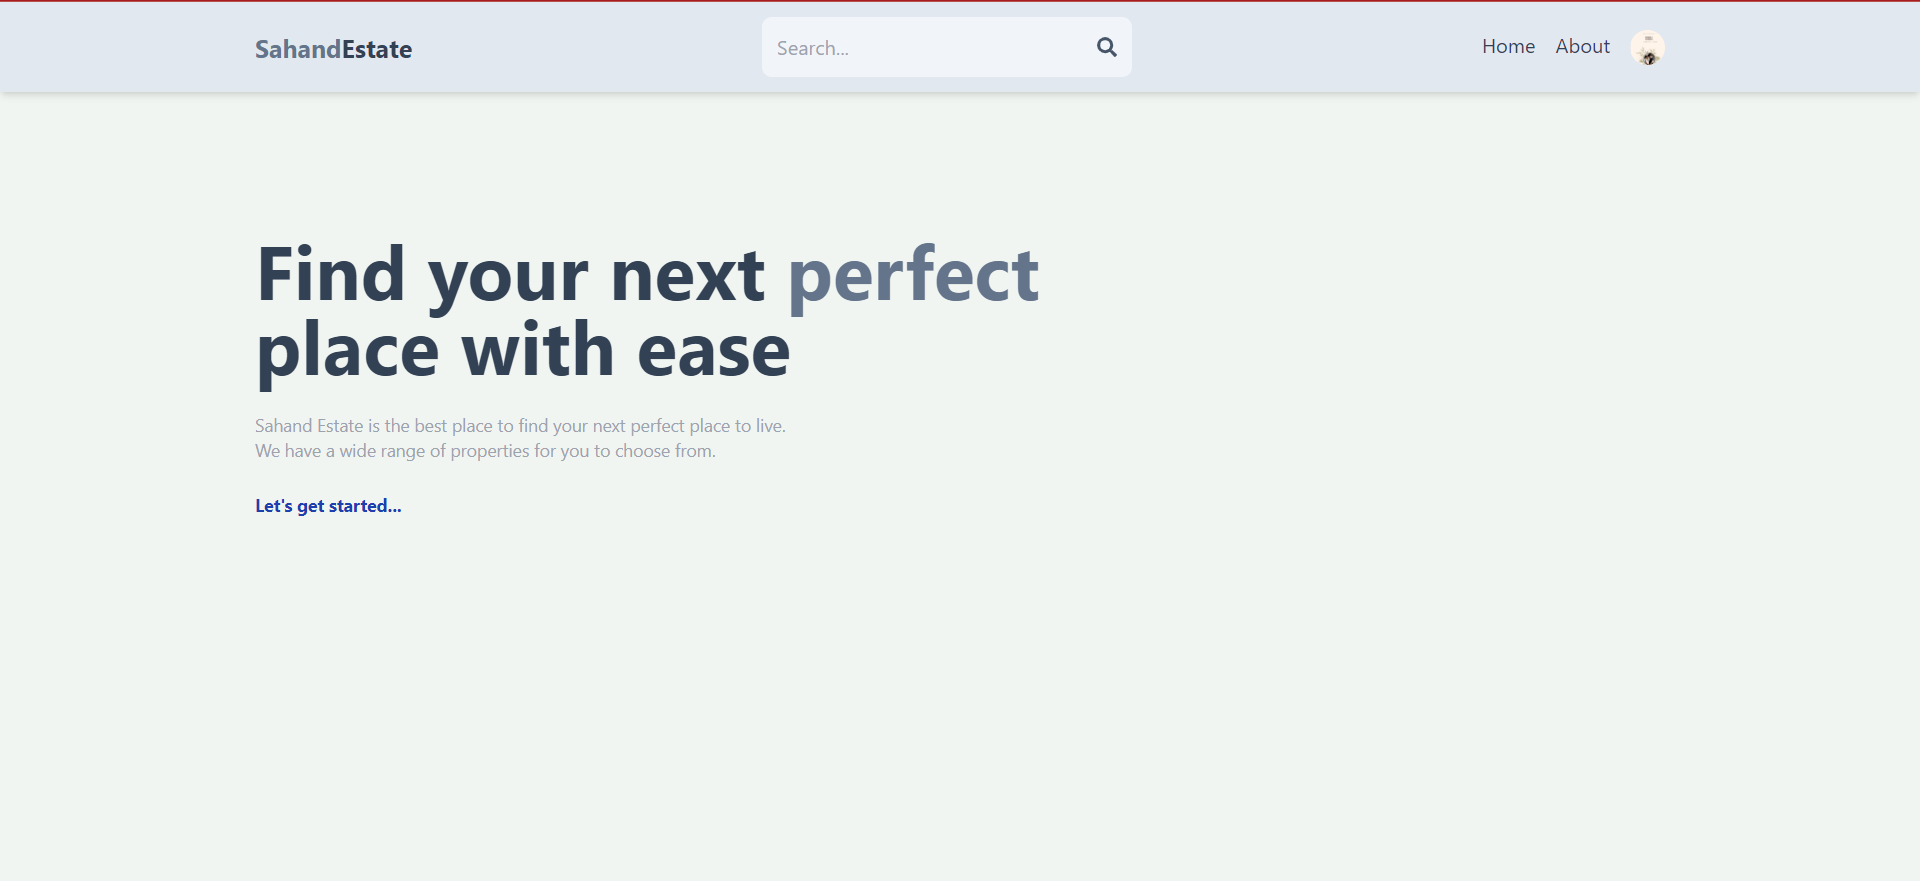 SahandEstate
Search...
Home
About
Find your next perfect
place with ease
Sahand Estate is the best place to find your next perfect place to live.
We have a wide range of properties for you to choose from.
Let's get started...